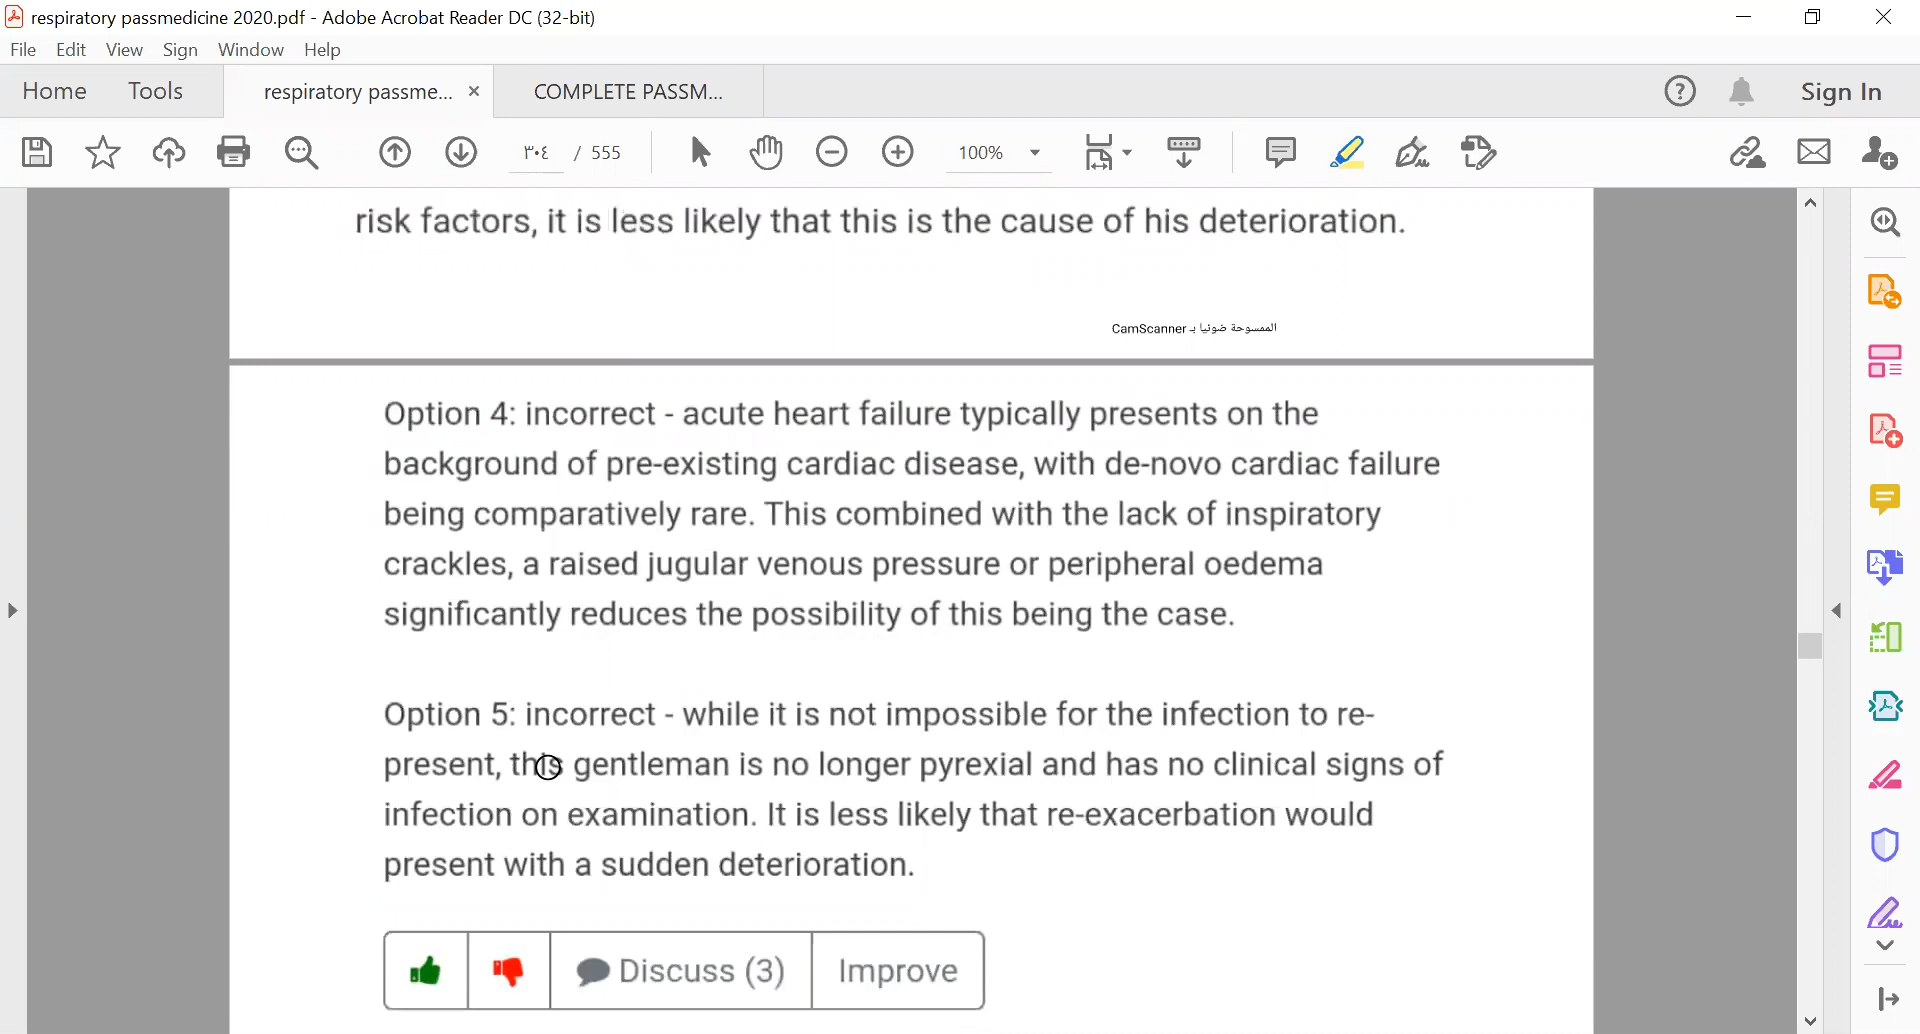 respiratory passmedicine 2020.pdf - Adobe Acrobat Reader DC (32-bit)
File Edit View Sign Window Help
Home Tools respiratory passme... × COMPLETE PASSM... Sign In
٣٠٤ / 555 100%
risk factors, it is less likely that this is the cause of his deterioration.
الممسوحة ضوئيا بـ CamScanner
Option 4: incorrect - acute heart failure typically presents on the
background of pre-existing cardiac disease, with de-novo cardiac failure
being comparatively rare. This combined with the lack of inspiratory
crackles, a raised jugular venous pressure or peripheral oedema
significantly reduces the possibility of this being the case.
Option 5: incorrect - while it is not impossible for the infection to re-
present, this gentleman is no longer pyrexial and has no clinical signs of
infection on examination. It is less likely that re-exacerbation would
present with a sudden deterioration.
Discuss (3) Improve